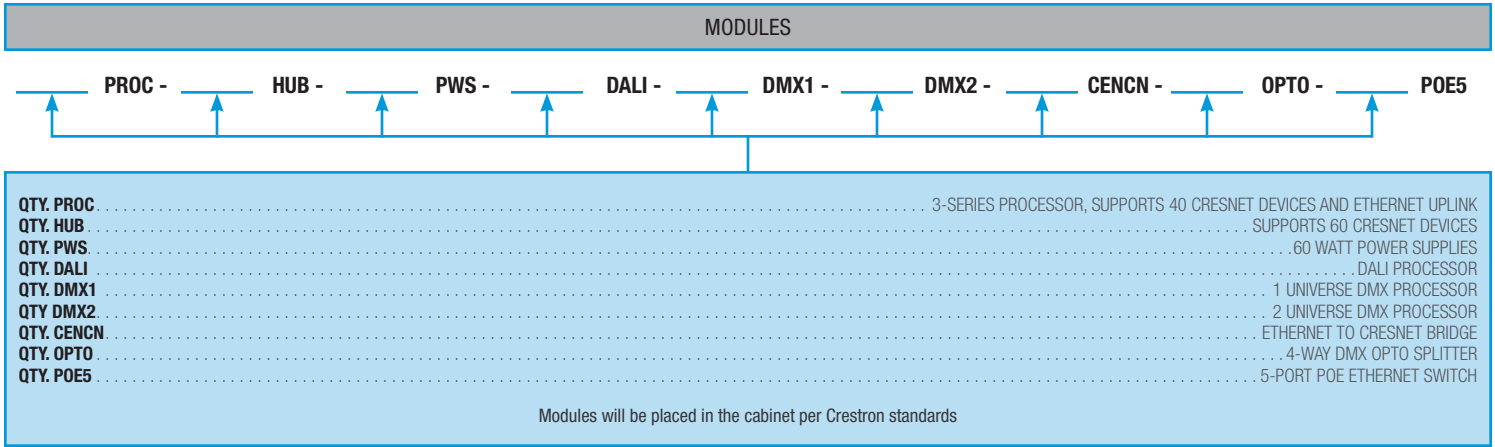 MODULES
PROC - HUB - PWS - DALI - DMX1 - DMX2 - CENCN - OPTO - POE5
QTY. PROC 3-SERIES PROCESSOR, SUPPORTS 40 CRESNET DEVICES AND ETHERNET UPLINK
QTY. HUB SUPPORTS 60 CRESNET DEVICES
QTY. PWS 60 WATT POWER SUPPLIES
QTY. DALI DALI PROCESSOR
QTY. DMX1 1 UNIVERSE DMX PROCESSOR
QTY DMX2 2 UNIVERSE DMX PROCESSOR
QTY. CENCN ETHERNET TO CRESNET BRIDGE
QTY. OPTO 4-WAY DMX OPTO SPLITTER
QTY. POE5 5-PORT POE ETHERNET SWITCH
Modules will be placed in the cabinet per Crestron standards